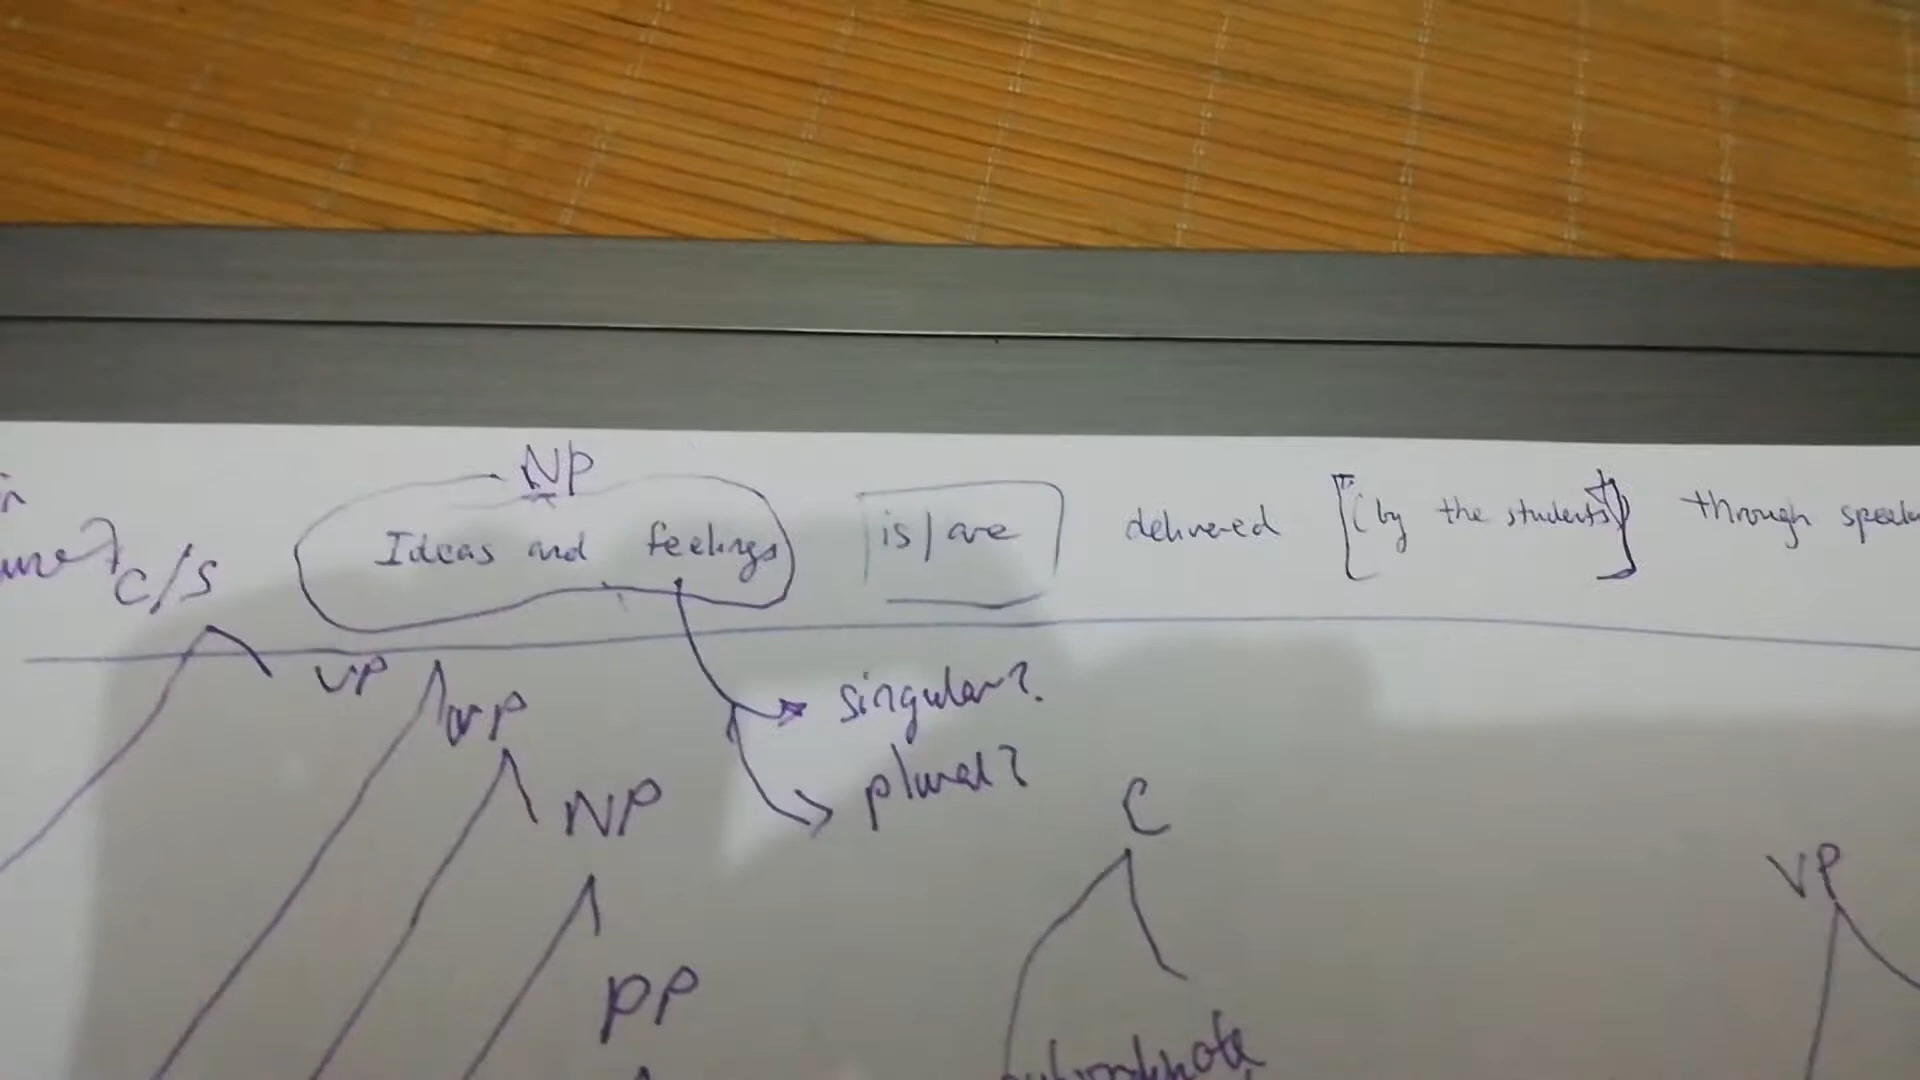 NP
Ideas and feelings is/are delivered [(by the students)] through
C/S
VP
VP
singular?
NP
plural?
C
VP
PP